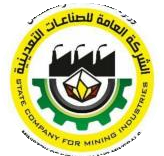 الشركة العامة للصناعات التعدينية
STATE COMPANY FOR MINING INDUSTRIES